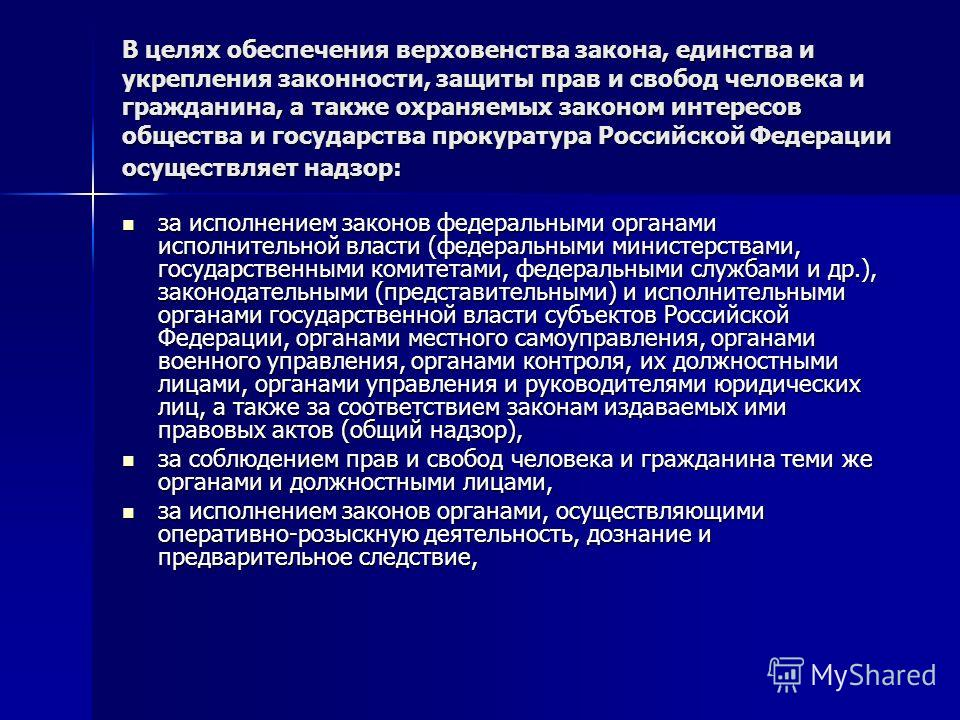 В целях обеспечения верховенства закона, единства и
укрепления законности, защиты прав и свобод человека и
гражданина, а также охраняемых законом интересов
общества и государства прокуратура Российской Федерации
осуществляет надзор:
за исполнением законов федеральными органами
исполнительной власти (федеральными министерствами,
государственными комитетами, федеральными службами и др.),
законодательными (представительными) и исполнительными
органами государственной власти субъектов Российской
Федерации, органами местного самоуправления, органами
военного управления, органами контроля, их должностными
лицами, органами управления и руководителями юридических
лиц, а также за соответствием законам издаваемых ими
правовых актов (общий надзор),
за соблюдением прав и свобод человека и гражданина теми же
органами и должностными лицами,
за исполнением законов органами, осуществляющими
оперативно-розыскную деятельность, дознание и
предварительное следствие,
MyShared